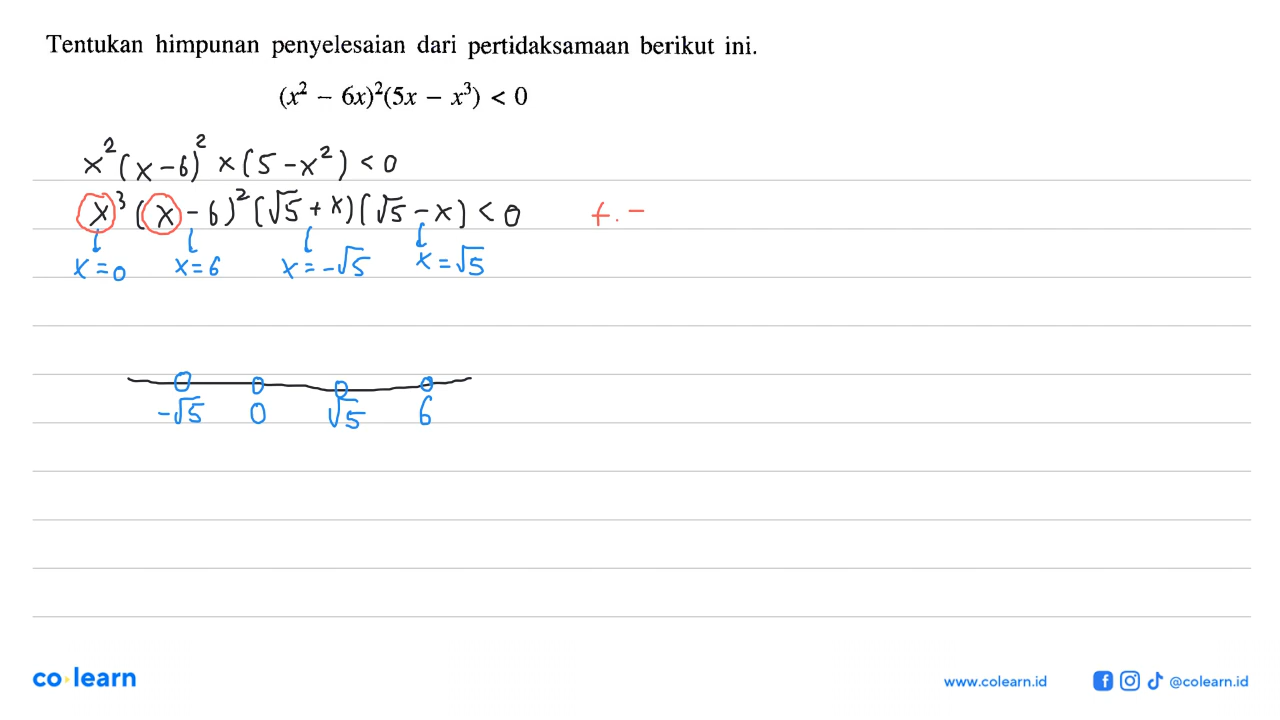 Tentukan himpunan penyelesaian dari pertidaksamaan berikut ini.
(x² − 6x)²(5x − x³) < 0
x²(x−6)² x(5−x²) < 0
x³(x−6)²(√5+x)(√5−x) < 0 +. −
x=0 x=6 x=−√5 x=√5
−√5 0 √5 6
co learn www.colearn.id @colearn.id